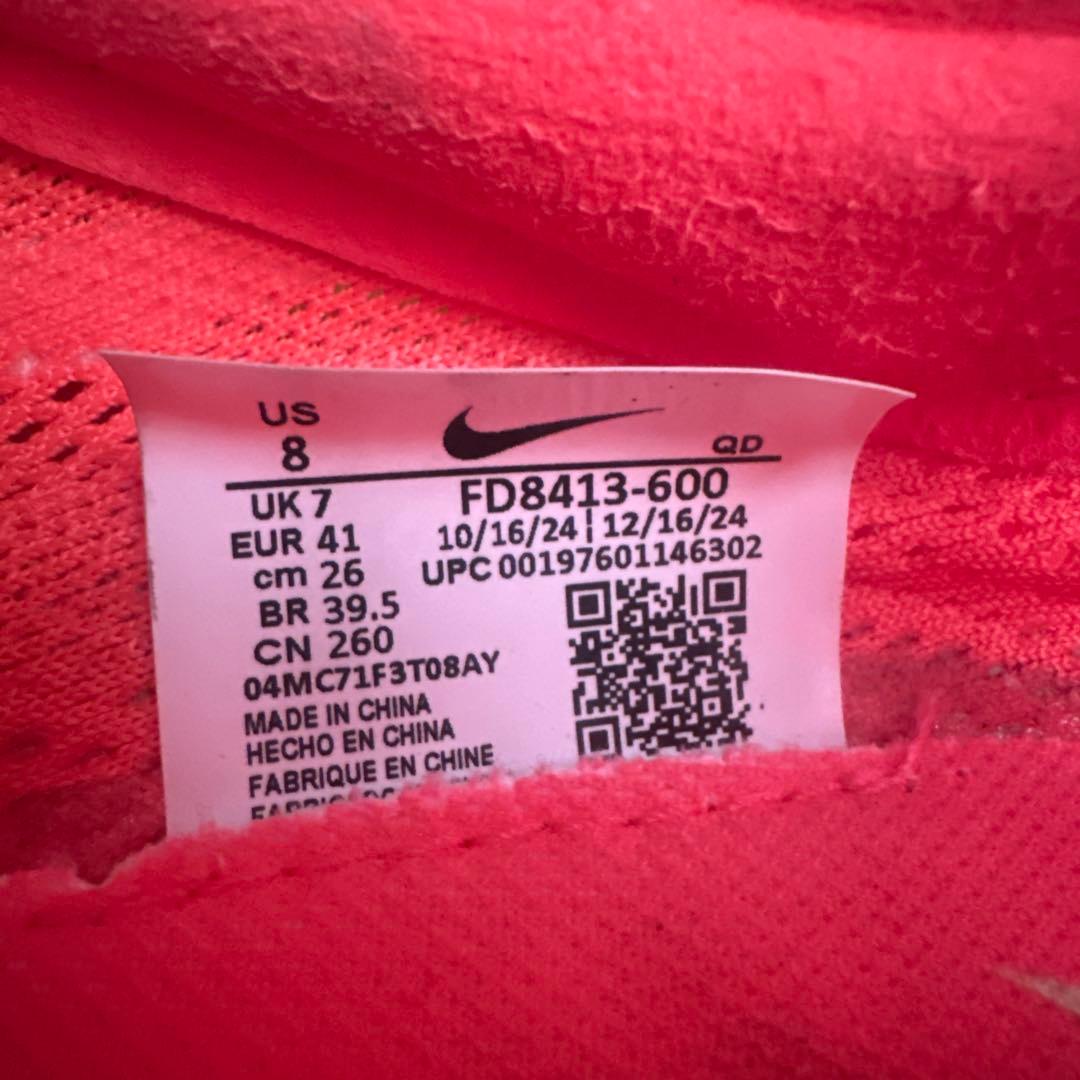 US
8
QD
UK 7
FD8413-600
EUR 41
10/16/24 | 12/16/24
cm 26
UPC 00197601146302
BR 39.5
CN 260
04MC71F3T08AY
MADE IN CHINA
HECHO EN CHINA
FABRIQUE EN CHINE